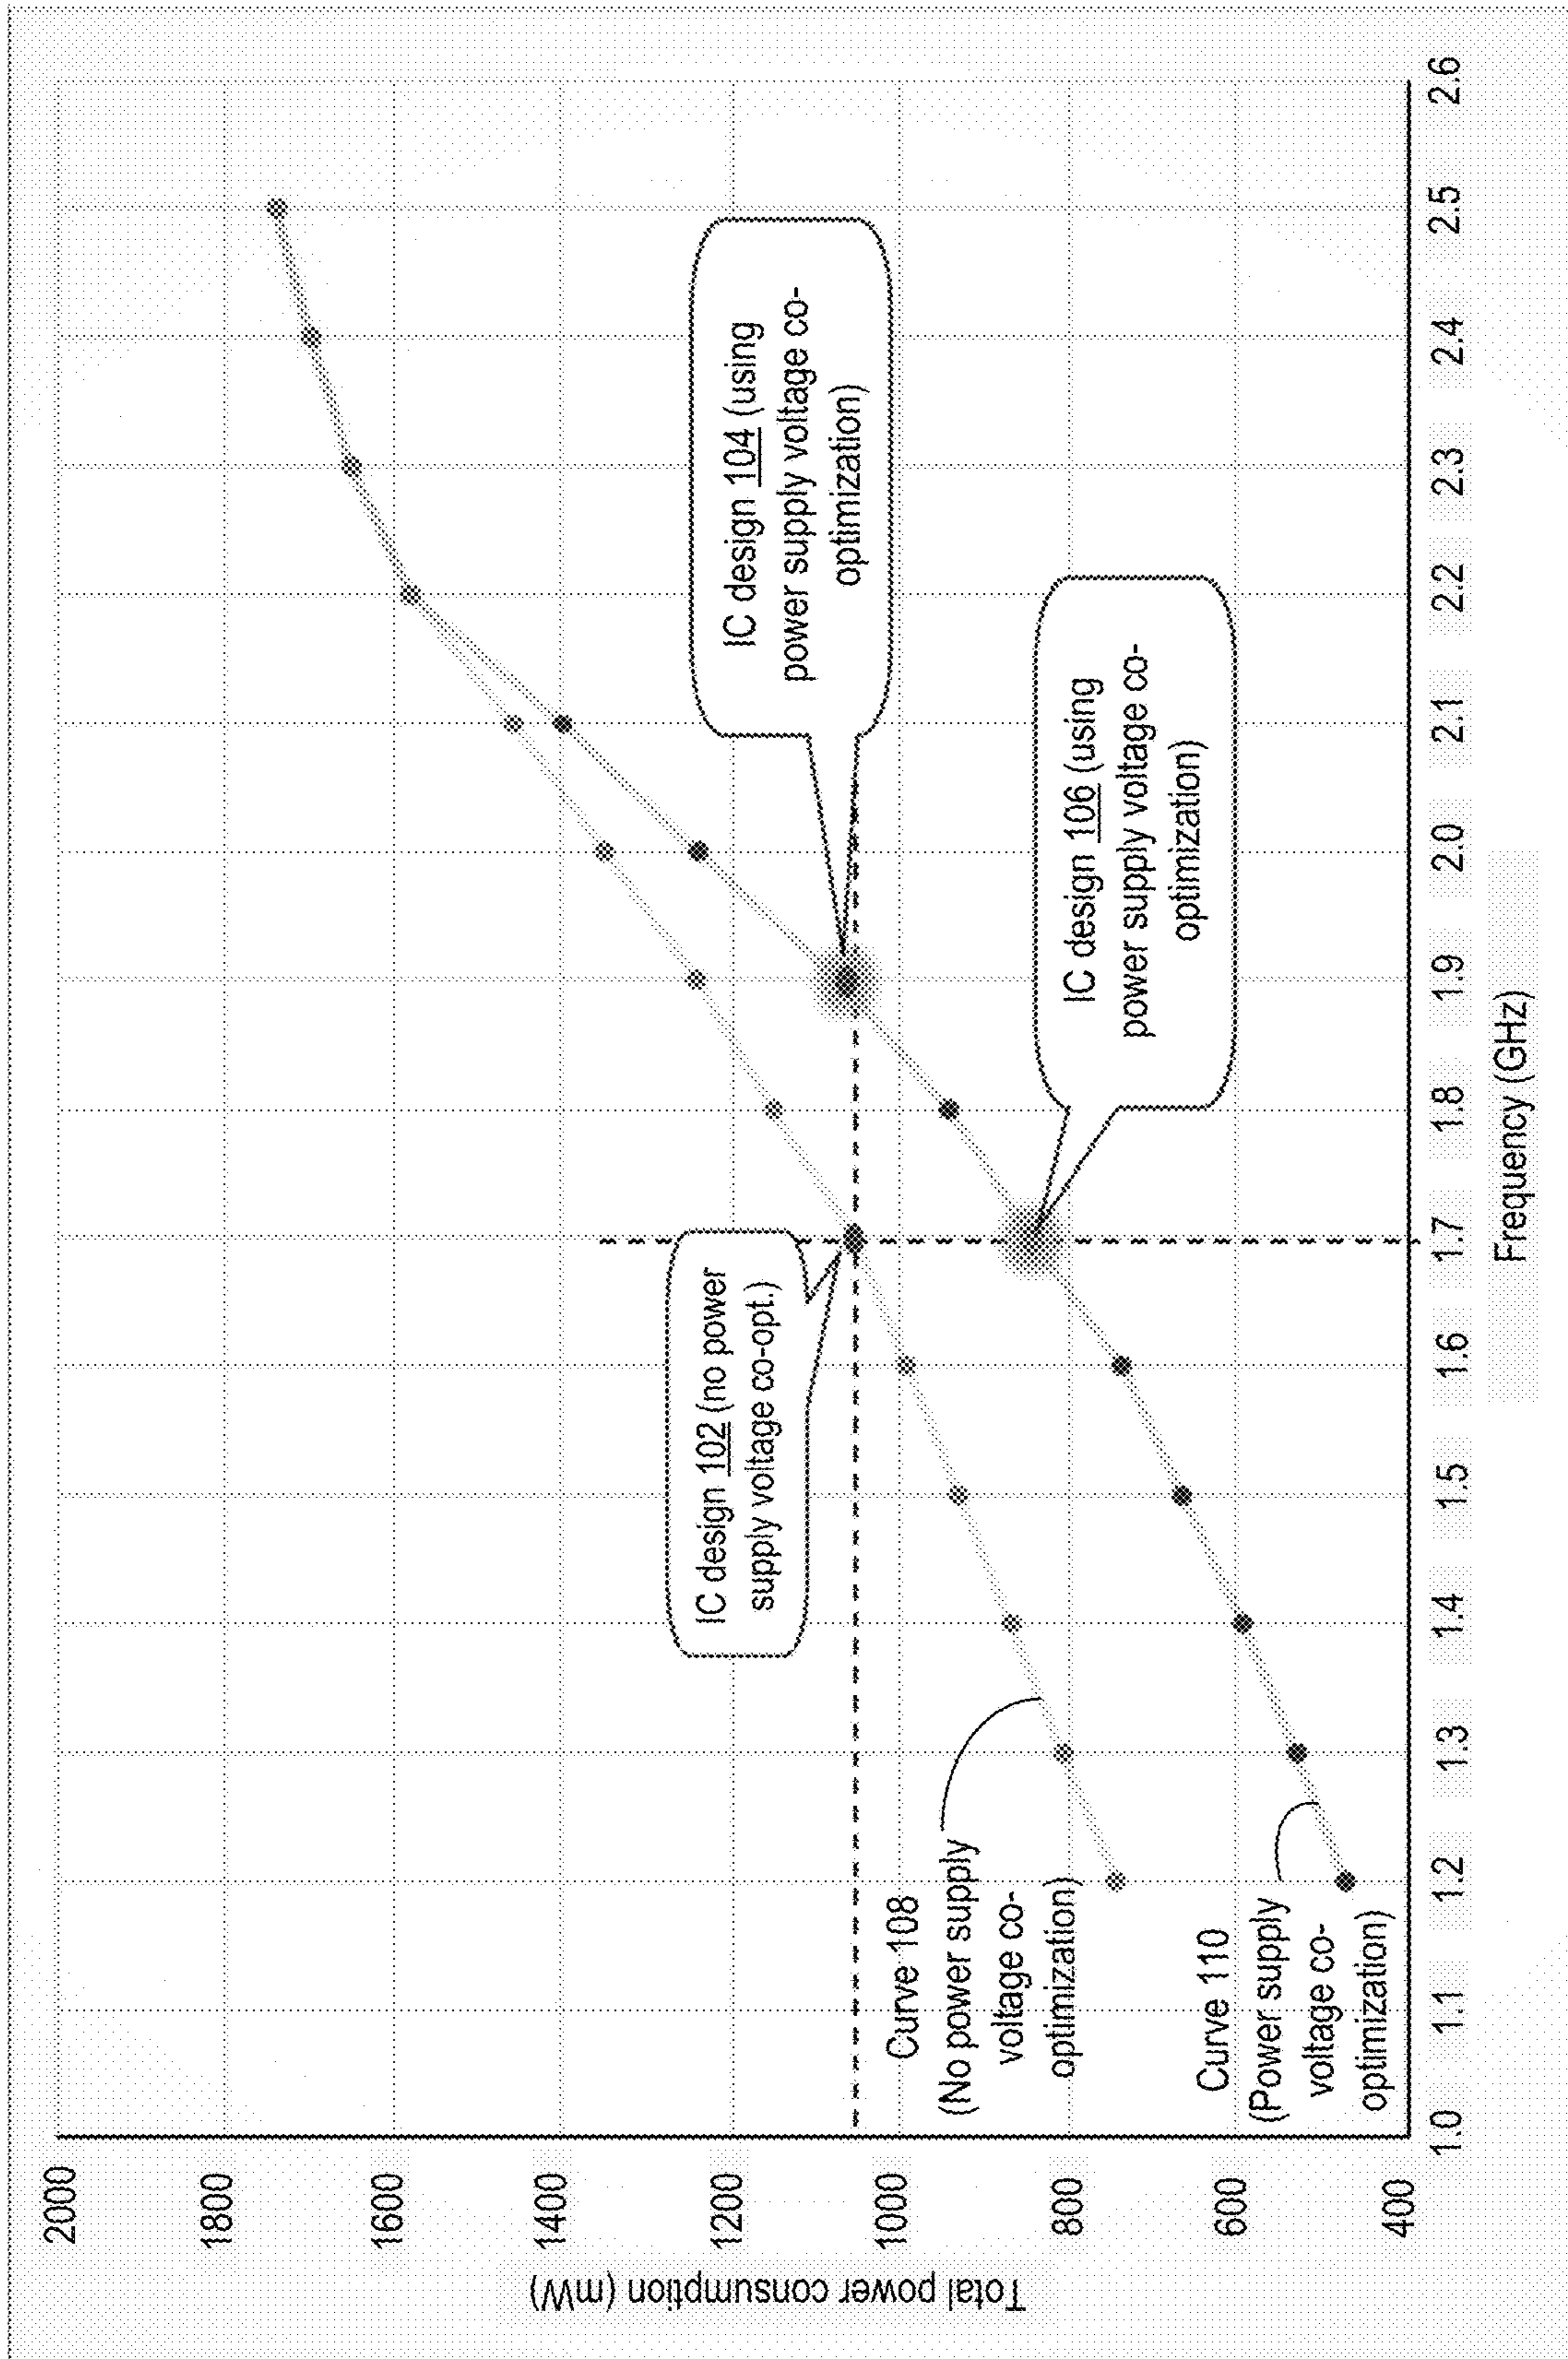 2000
1800
1600
1400
1200
1000
800
600
400
Total power consumption (mW)
IC design 102 (no power
supply voltage co-opt.)
IC design 104 (using
power supply voltage co-
optimization)
IC design 106 (using
power supply voltage co-
optimization)
Curve 108
(No power supply
voltage co-
optimization)
Curve 110
(Power supply
voltage co-
optimization)
1.0 1.1 1.2 1.3 1.4 1.5 1.6 1.7 1.8 1.9 2.0 2.1 2.2 2.3 2.4 2.5 2.6
Frequency (GHz)